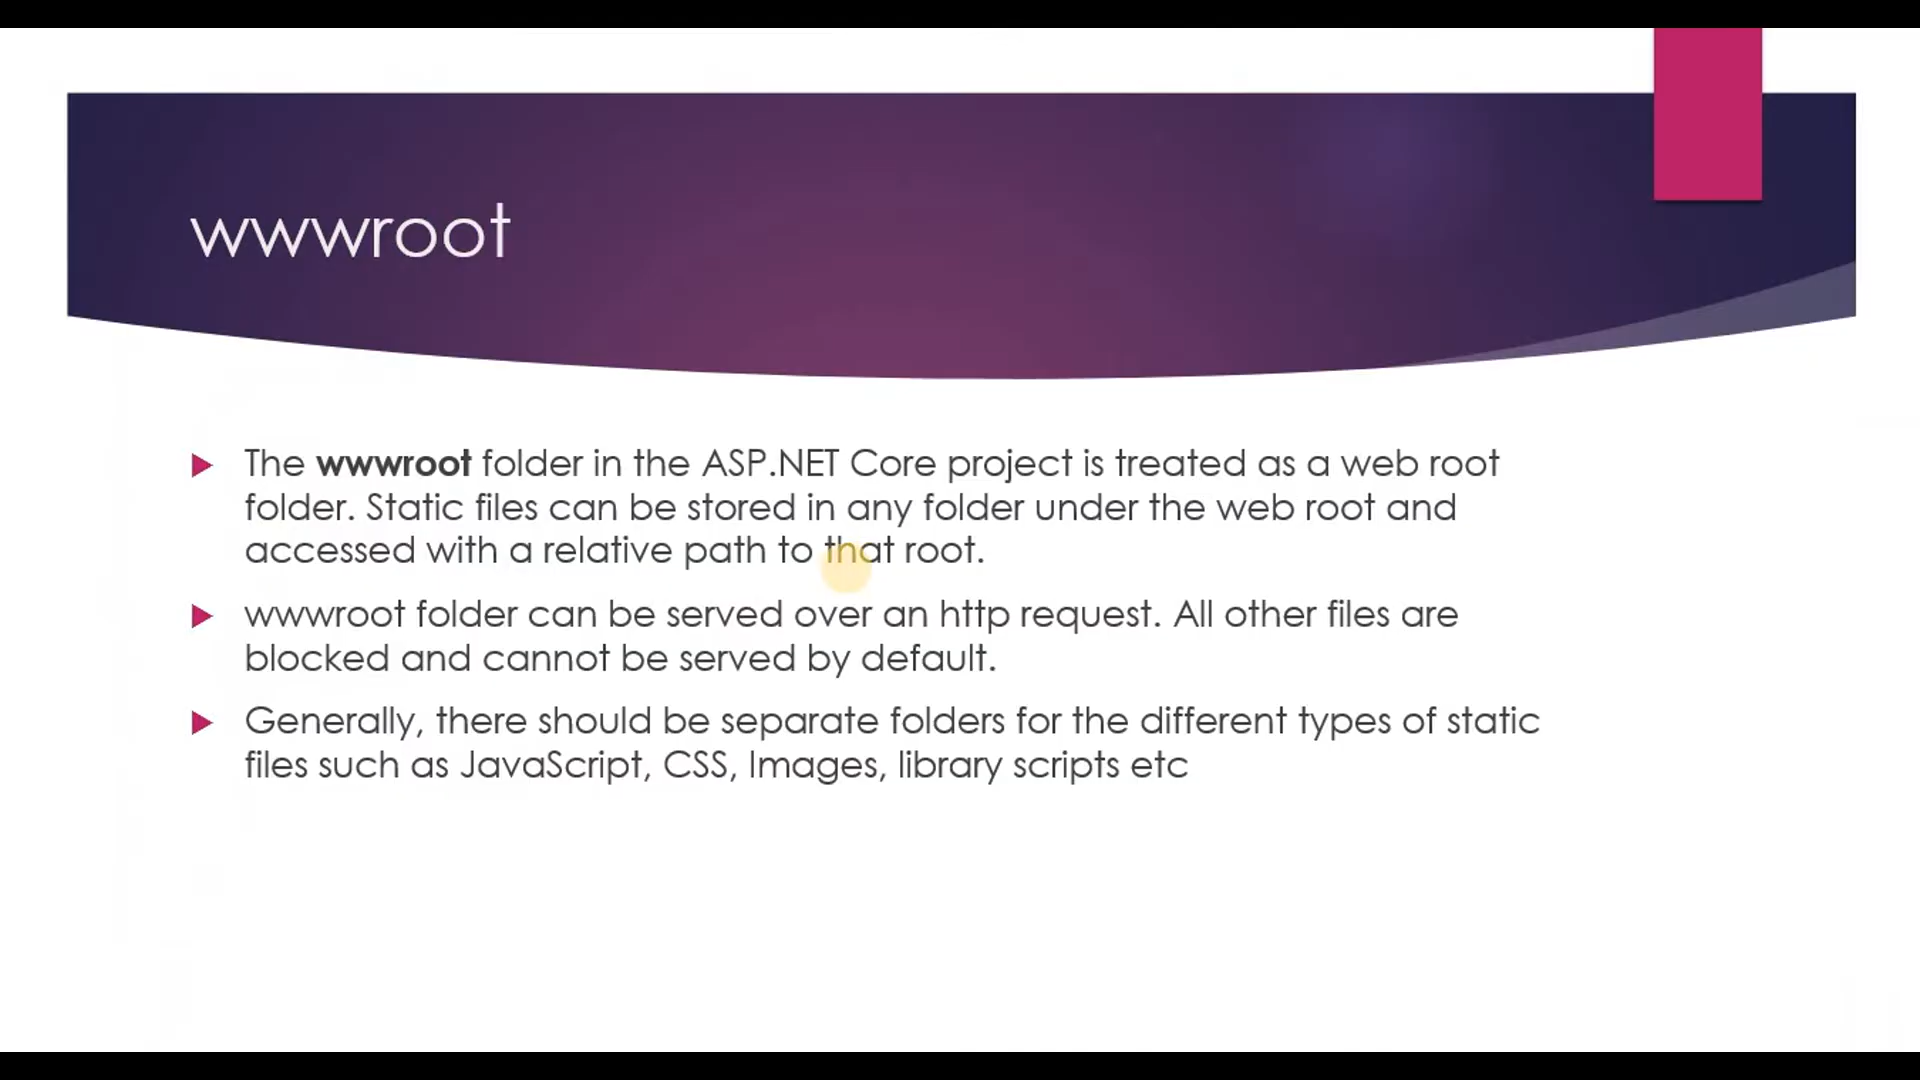 wwwroot
The wwwroot folder in the ASP.NET Core project is treated as a web root
folder. Static files can be stored in any folder under the web root and
accessed with a relative path to that root.
wwwroot folder can be served over an http request. All other files are
blocked and cannot be served by default.
Generally, there should be separate folders for the different types of static
files such as JavaScript, CSS, Images, library scripts etc